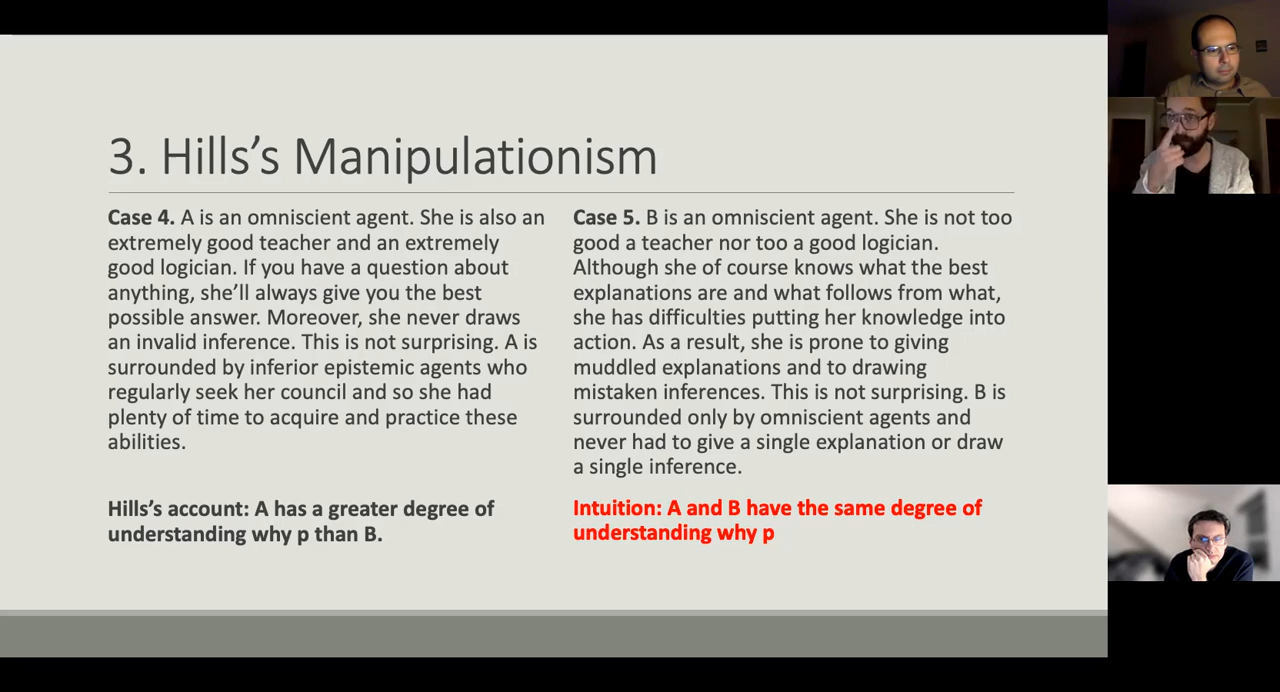 3. Hills's Manipulationism
Case 4. A is an omniscient agent. She is also an
extremely good teacher and an extremely
good logician. If you have a question about
anything, she'll always give you the best
possible answer. Moreover, she never draws
an invalid inference. This is not surprising. A is
surrounded by inferior epistemic agents who
regularly seek her council and so she had
plenty of time to acquire and practice these
abilities.
Hills's account: A has a greater degree of
understanding why p than B.
Case 5. B is an omniscient agent. She is not too
good a teacher nor too a good logician.
Although she of course knows what the best
explanations are and what follows from what,
she has difficulties putting her knowledge into
action. As a result, she is prone to giving
muddled explanations and to drawing
mistaken inferences. This is not surprising. B is
surrounded only by omniscient agents and
never had to give a single explanation or draw
a single inference.
Intuition: A and B have the same degree of
understanding why p